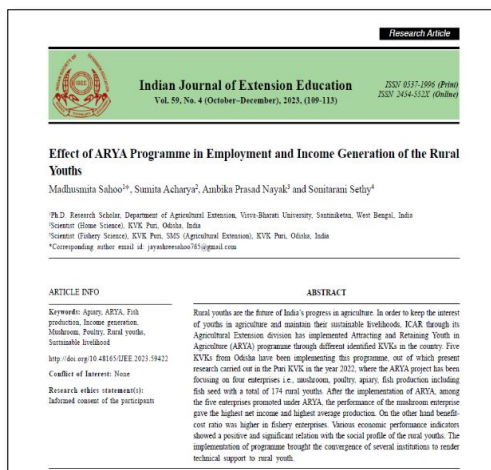 Research Article
Indian Journal of Extension Education
Vol. 59, No. 4 (October–December), 2023, (109-113)
ISSN 0537-1996 (Print)
ISSN 2454-552X (Online)
Effect of ARYA Programme in Employment and Income Generation of the Rural
Youths
Madhusmita Sahoo¹*, Sumita Acharya², Ambika Prasad Nayak³ and Sonitarani Sethy⁴
¹Ph.D. Research Scholar, Department of Agricultural Extension, Visva-Bharati University, Santiniketan, West Bengal, India
²Scientist (Home Science), KVK Puri, Odisha, India
³Scientist (Fishery Science), KVK Puri, SMS (Agricultural Extension), KVK Puri, Odisha, India
*Corresponding author email id: jayashreesahoo765@gmail.com
ARTICLE INFO
Keywords: Apiary, ARYA, Fish
production, Income generation,
Mushroom, Poultry, Rural youths,
Sustainable livelihood
http://doi.org/10.48165/IJEE.2023.59422
Conflict of Interest: None
Research ethics statement(s):
Informed consent of the participants
ABSTRACT
Rural youths are the future of India's progress in agriculture. In order to keep the interest
of youths in agriculture and maintain their sustainable livelihoods, ICAR through its
Agricultural Extension division has implemented Attracting and Retaining Youth in
Agriculture (ARYA) programme through different identified KVKs in the country. Five
KVKs from Odisha have been implementing this programme, out of which present
research carried out in the Puri KVK in the year 2022, where the ARYA project has been
focusing on four enterprises i.e., mushroom, poultry, apiary, fish production including
fish seed with a total of 174 rural youths. After the implementation of ARYA, among
the five enterprises promoted under ARYA, the performance of the mushroom enterprise
gave the highest net income and highest average production. On the other hand benefit-
cost ratio was higher in fishery enterprises. Various economic performance indicators
showed a positive and significant relation with the social profile of the rural youths. The
implementation of programme brought the convergence of several institutions to render
technical support to rural youth.